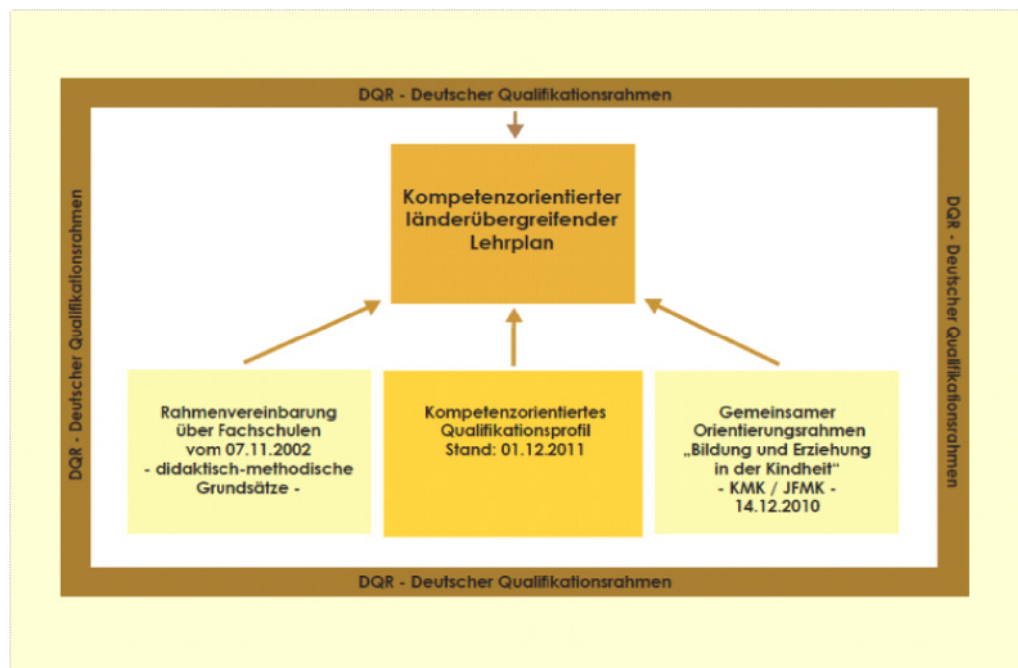 DQR - Deutscher Qualifikationsrahmen
DQR - Deutscher Qualifikationsrahmen
Kompetenzorientierter
länderübergreifender
Lehrplan
DQR - Deutscher Qualifikationsrahmen
Rahmenvereinbarung
über Fachschulen
vom 07.11.2002
- didaktisch-methodische
Grundsätze -
Kompetenzorientiertes
Qualifikationsprofil
Stand: 01.12.2011
Gemeinsamer
Orientierungsrahmen
„Bildung und Erziehung
in der Kindheit“
- KMK / JFMK -
14.12.2010
DQR - Deutscher Qualifikationsrahmen